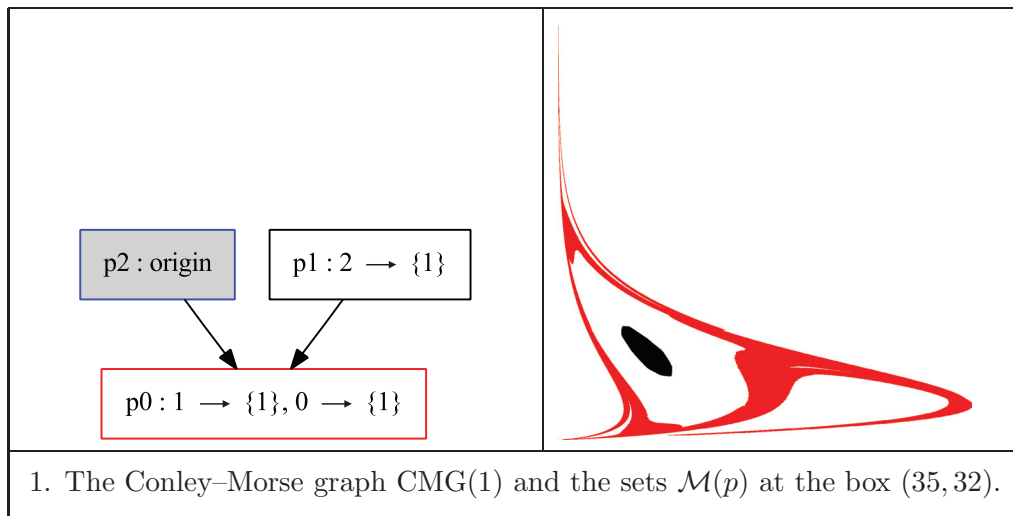 p2 : origin
p1 : 2 → {1}
p0 : 1 → {1}, 0 → {1}
1. The Conley–Morse graph CMG(1) and the sets ℳ(p) at the box (35, 32).